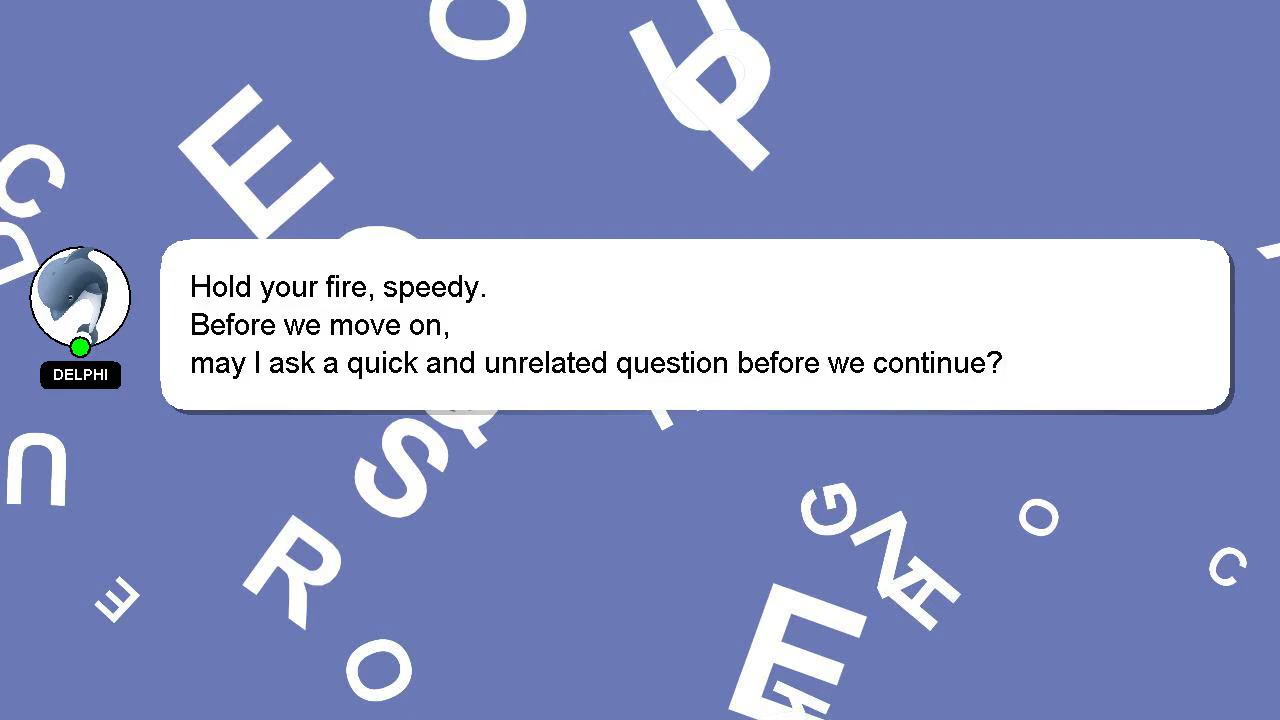 Hold your fire, speedy.
Before we move on,
may I ask a quick and unrelated question before we continue?
DELPHI